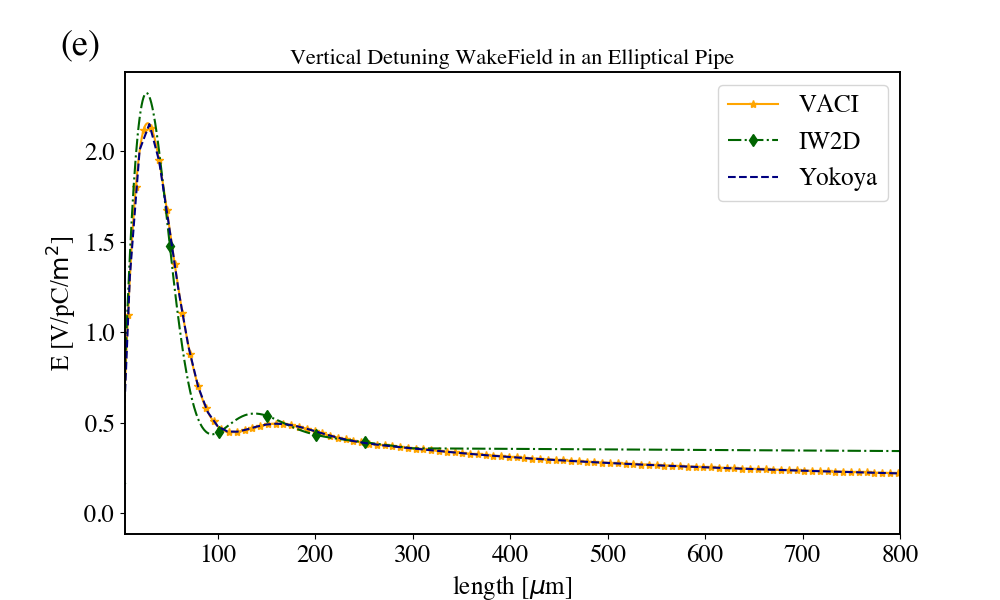 (e)
Vertical Detuning WakeField in an Elliptical Pipe
VACI
IW2D
Yokoya
E [V/pC/m²]
2.0
1.5
1.0
0.5
0.0
100 200 300 400 500 600 700 800
length [μm]